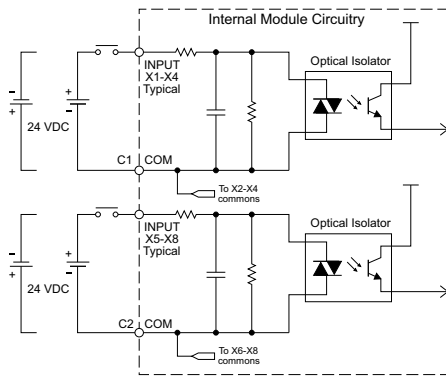 Internal Module Circuitry
Optical Isolator
INPUT
X1-X4
Typical
-
+
+
-
24 VDC
C1
COM
To X2-X4
commons
Optical Isolator
INPUT
X5-X8
Typical
-
+
+
-
24 VDC
C2
COM
To X6-X8
commons